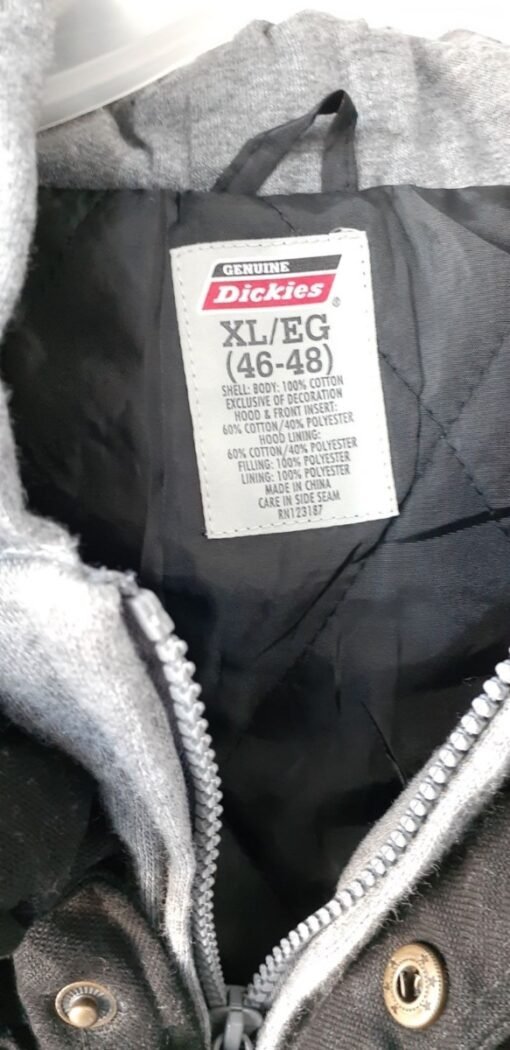 GENUINE
Dickies®
XL/EG
(46-48)
SHELL: BODY: 100% COTTON
EXCLUSIVE OF DECORATION
HOOD & FRONT INSERT:
60% COTTON/40% POLYESTER
HOOD LINING:
60% COTTON/40% POLYESTER
FILLING: 100% POLYESTER
LINING: 100% POLYESTER
MADE IN CHINA
CARE IN SIDE SEAM
RN123187